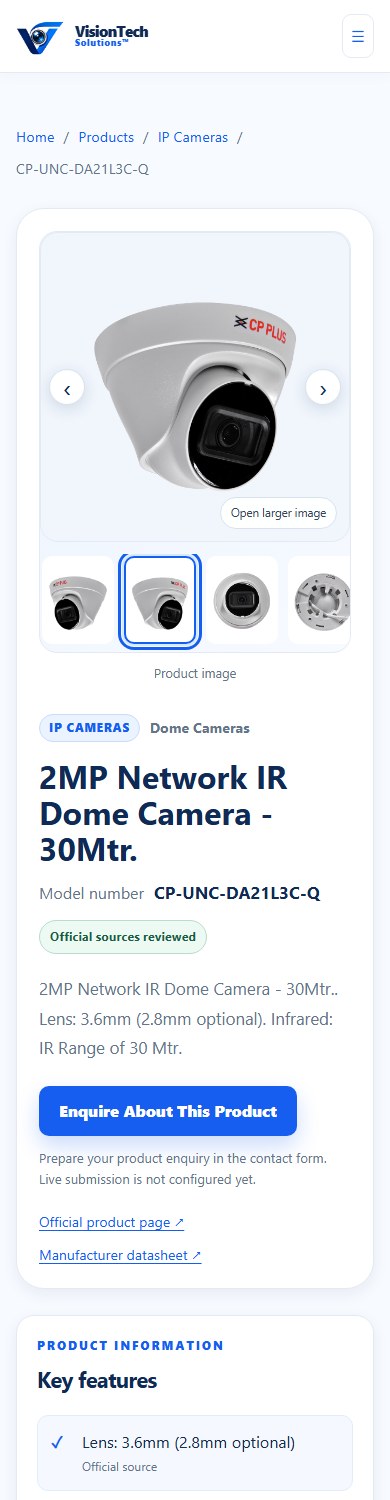 VisionTech
Solutions™
☰
Home / Products / IP Cameras /
CP-UNC-DA21L3C-Q
CP PLUS
‹ ›
Open larger image
Product image
IP CAMERAS Dome Cameras
2MP Network IR
Dome Camera -
30Mtr.
Model number CP-UNC-DA21L3C-Q
Official sources reviewed
2MP Network IR Dome Camera - 30Mtr..
Lens: 3.6mm (2.8mm optional). Infrared:
IR Range of 30 Mtr.
Enquire About This Product
Prepare your product enquiry in the contact form.
Live submission is not configured yet.
Official product page ↗
Manufacturer datasheet ↗
PRODUCT INFORMATION
Key features
✓ Lens: 3.6mm (2.8mm optional)
Official source